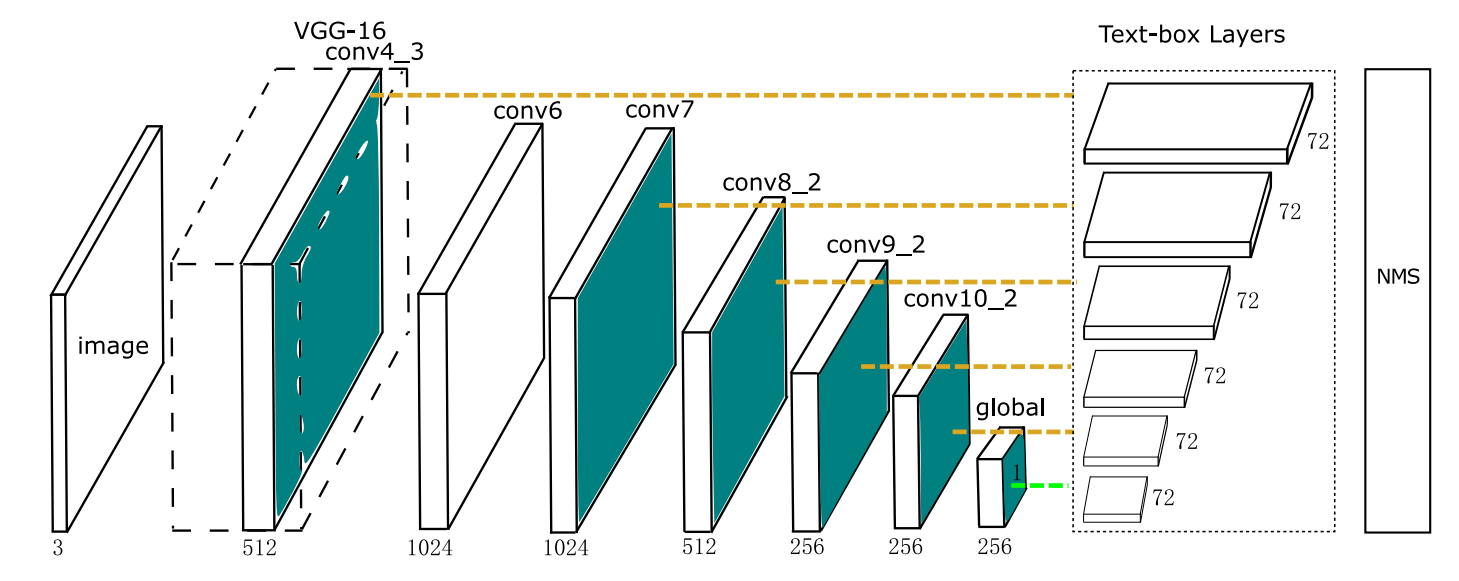 VGG-16
conv4_3
Text-box Layers
conv6
conv7
72
conv8_2
72
conv9_2
NMS
conv10_2
72
image
72
global
72
1
72
3
512
1024
1024
512
256
256
256